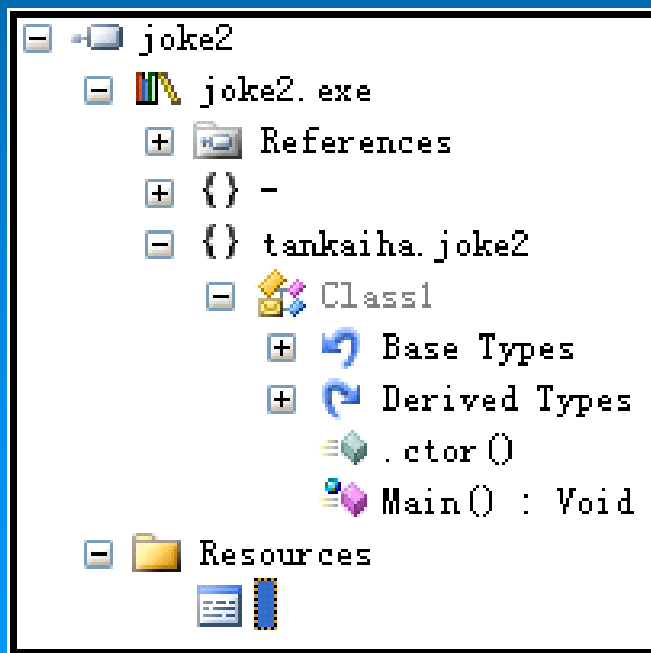 joke2
joke2.exe
References
{} -
{} tankaiha.joke2
Class1
Base Types
Derived Types
.ctor()
Main() : Void
Resources